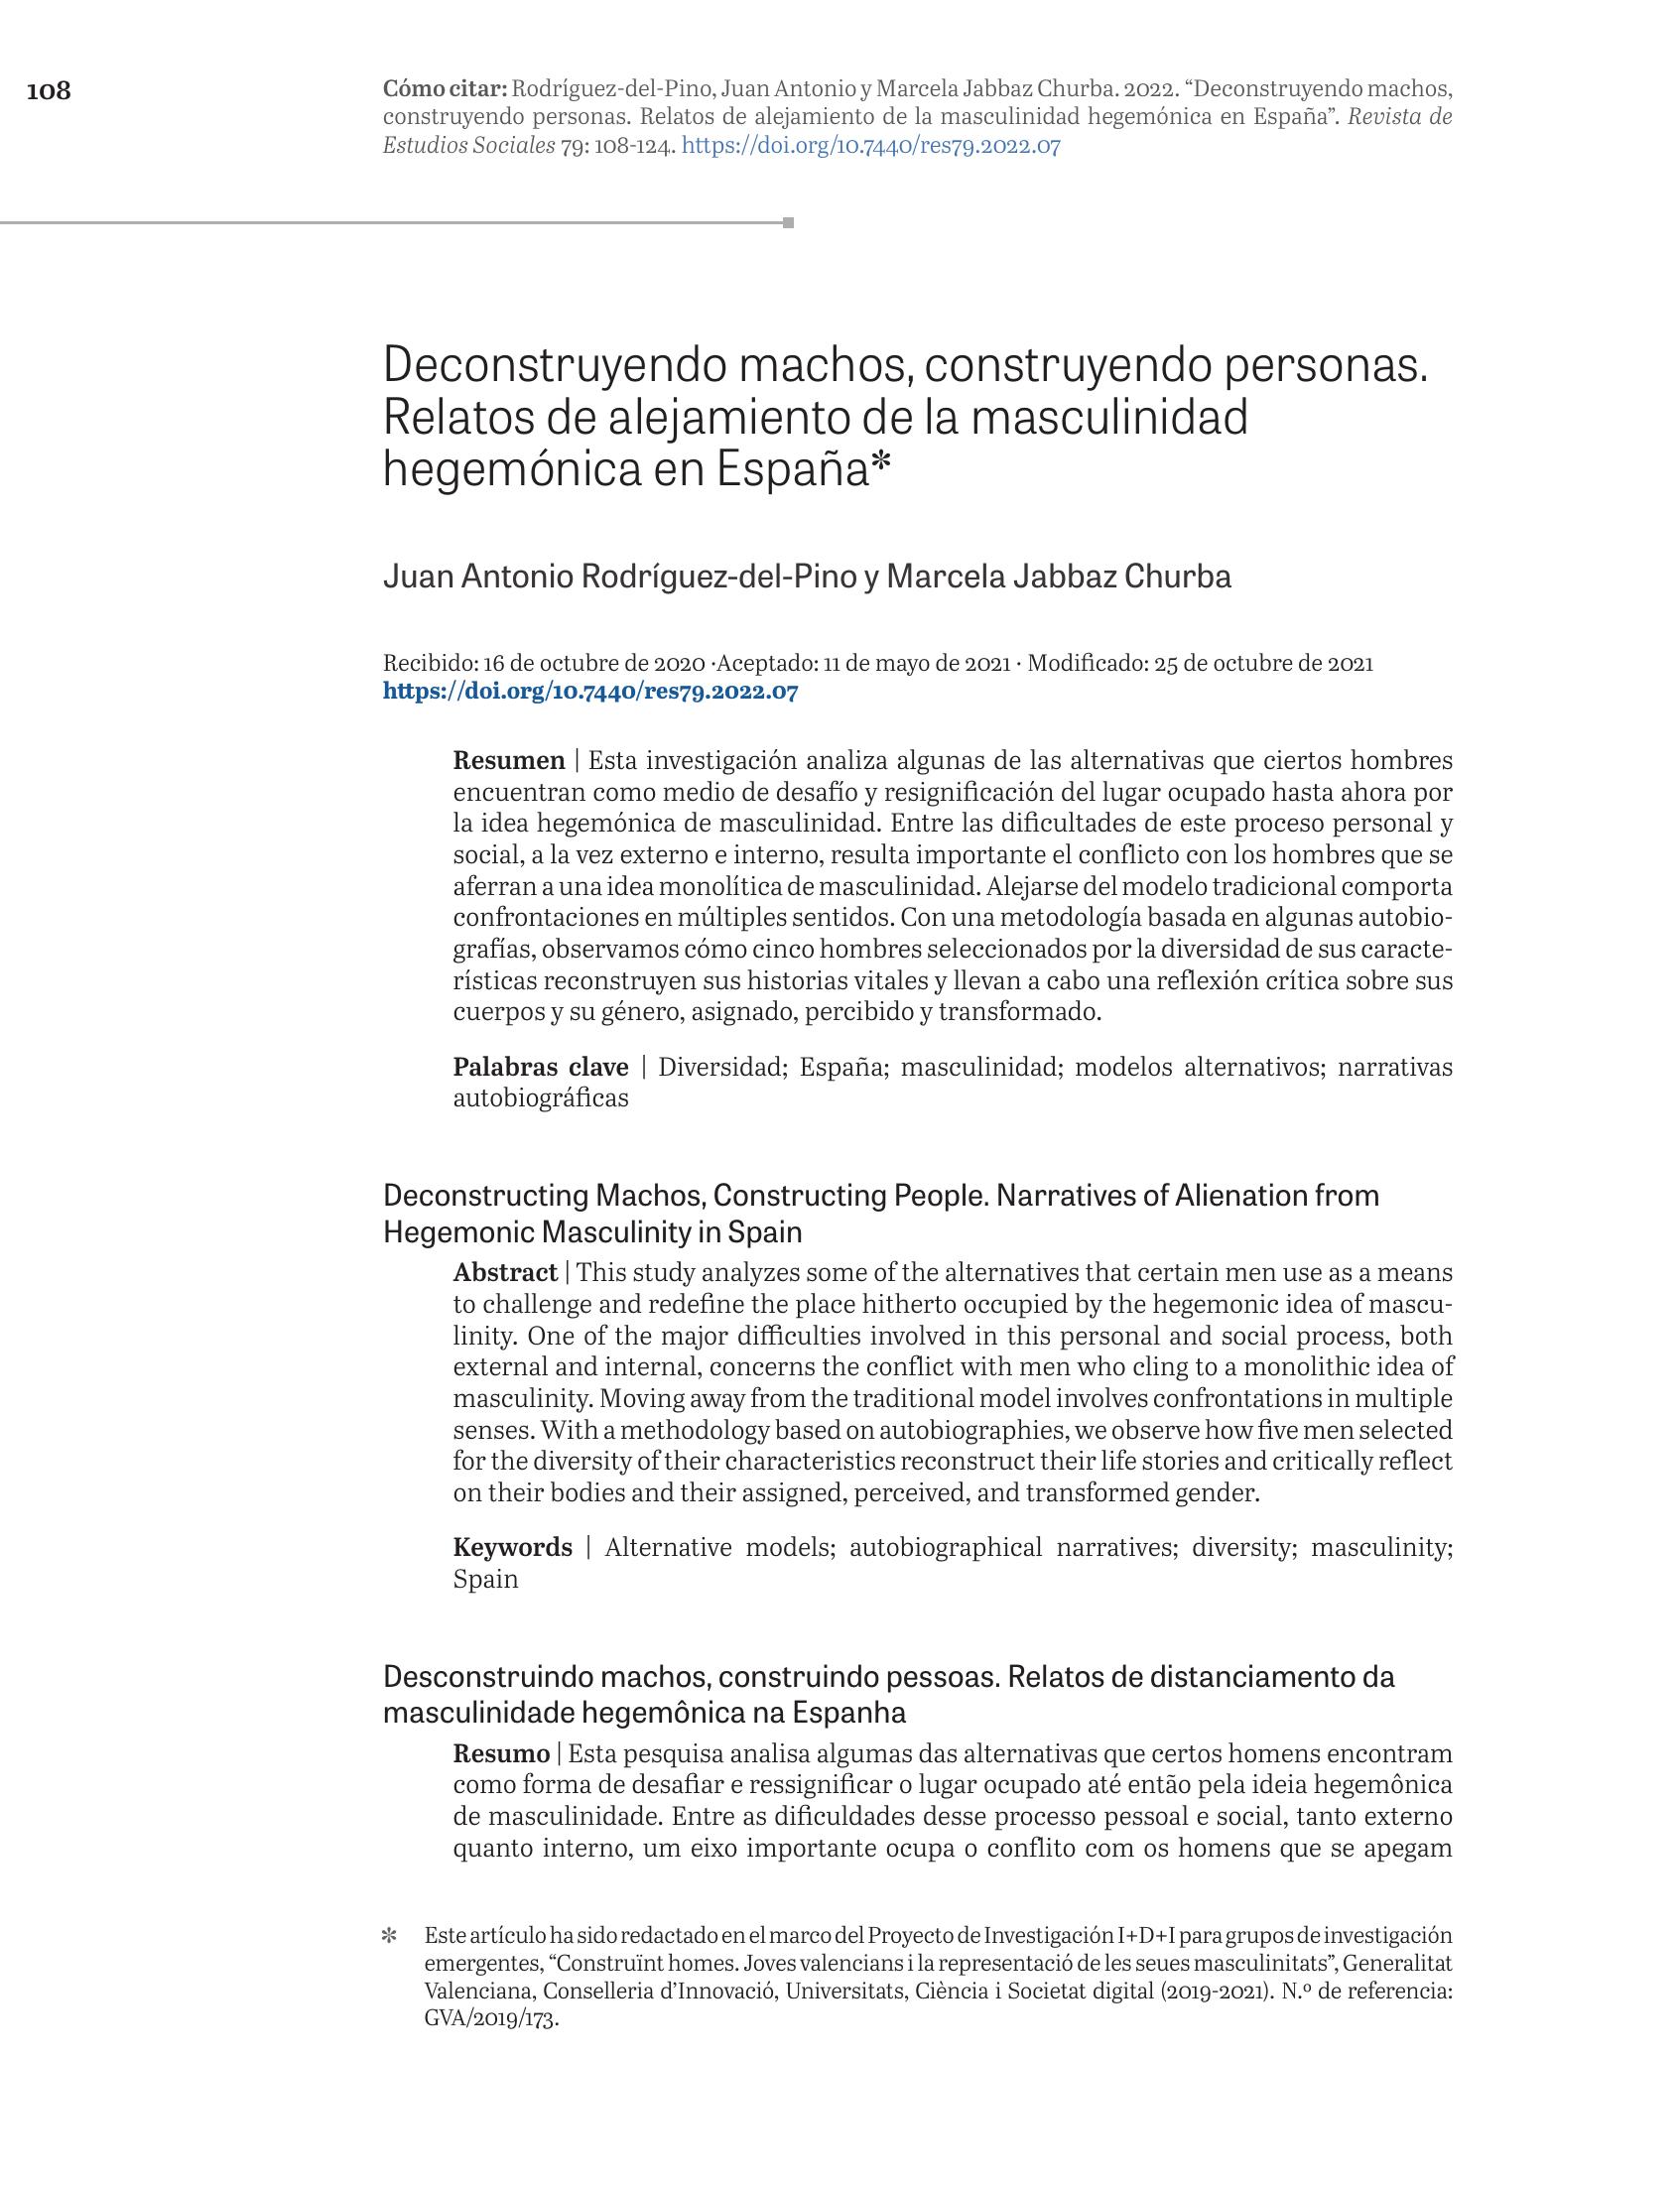 108
Cómo citar: Rodríguez-del-Pino, Juan Antonio y Marcela Jabbaz Churba. 2022. “Deconstruyendo machos,
construyendo personas. Relatos de alejamiento de la masculinidad hegemónica en España”. Revista de
Estudios Sociales 79: 108-124. https://doi.org/10.7440/res79.2022.07
Deconstruyendo machos, construyendo personas.
Relatos de alejamiento de la masculinidad
hegemónica en España*
Juan Antonio Rodríguez-del-Pino y Marcela Jabbaz Churba
Recibido: 16 de octubre de 2020 ·Aceptado: 11 de mayo de 2021 · Modificado: 25 de octubre de 2021
https://doi.org/10.7440/res79.2022.07
Resumen | Esta investigación analiza algunas de las alternativas que ciertos hombres
encuentran como medio de desafío y resignificación del lugar ocupado hasta ahora por
la idea hegemónica de masculinidad. Entre las dificultades de este proceso personal y
social, a la vez externo e interno, resulta importante el conflicto con los hombres que se
aferran a una idea monolítica de masculinidad. Alejarse del modelo tradicional comporta
confrontaciones en múltiples sentidos. Con una metodología basada en algunas autobio-
grafías, observamos cómo cinco hombres seleccionados por la diversidad de sus caracte-
rísticas reconstruyen sus historias vitales y llevan a cabo una reflexión crítica sobre sus
cuerpos y su género, asignado, percibido y transformado.
Palabras clave | Diversidad; España; masculinidad; modelos alternativos; narrativas
autobiográficas
Deconstructing Machos, Constructing People. Narratives of Alienation from
Hegemonic Masculinity in Spain
Abstract | This study analyzes some of the alternatives that certain men use as a means
to challenge and redefine the place hitherto occupied by the hegemonic idea of mascu-
linity. One of the major difficulties involved in this personal and social process, both
external and internal, concerns the conflict with men who cling to a monolithic idea of
masculinity. Moving away from the traditional model involves confrontations in multiple
senses. With a methodology based on autobiographies, we observe how five men selected
for the diversity of their characteristics reconstruct their life stories and critically reflect
on their bodies and their assigned, perceived, and transformed gender.
Keywords | Alternative models; autobiographical narratives; diversity; masculinity;
Spain
Desconstruindo machos, construindo pessoas. Relatos de distanciamento da
masculinidade hegemônica na Espanha
Resumo | Esta pesquisa analisa algumas das alternativas que certos homens encontram
como forma de desafiar e ressignificar o lugar ocupado até então pela ideia hegemônica
de masculinidade. Entre as dificuldades desse processo pessoal e social, tanto externo
quanto interno, um eixo importante ocupa o conflito com os homens que se apegam
* Este artículo ha sido redactado en el marco del Proyecto de Investigación I+D+I para grupos de investigación
emergentes, “Construïnt homes. Joves valencians i la representació de les seues masculinitats”, Generalitat
Valenciana, Conselleria d’Innovació, Universitats, Ciència i Societat digital (2019-2021). N.º de referencia:
GVA/2019/173.